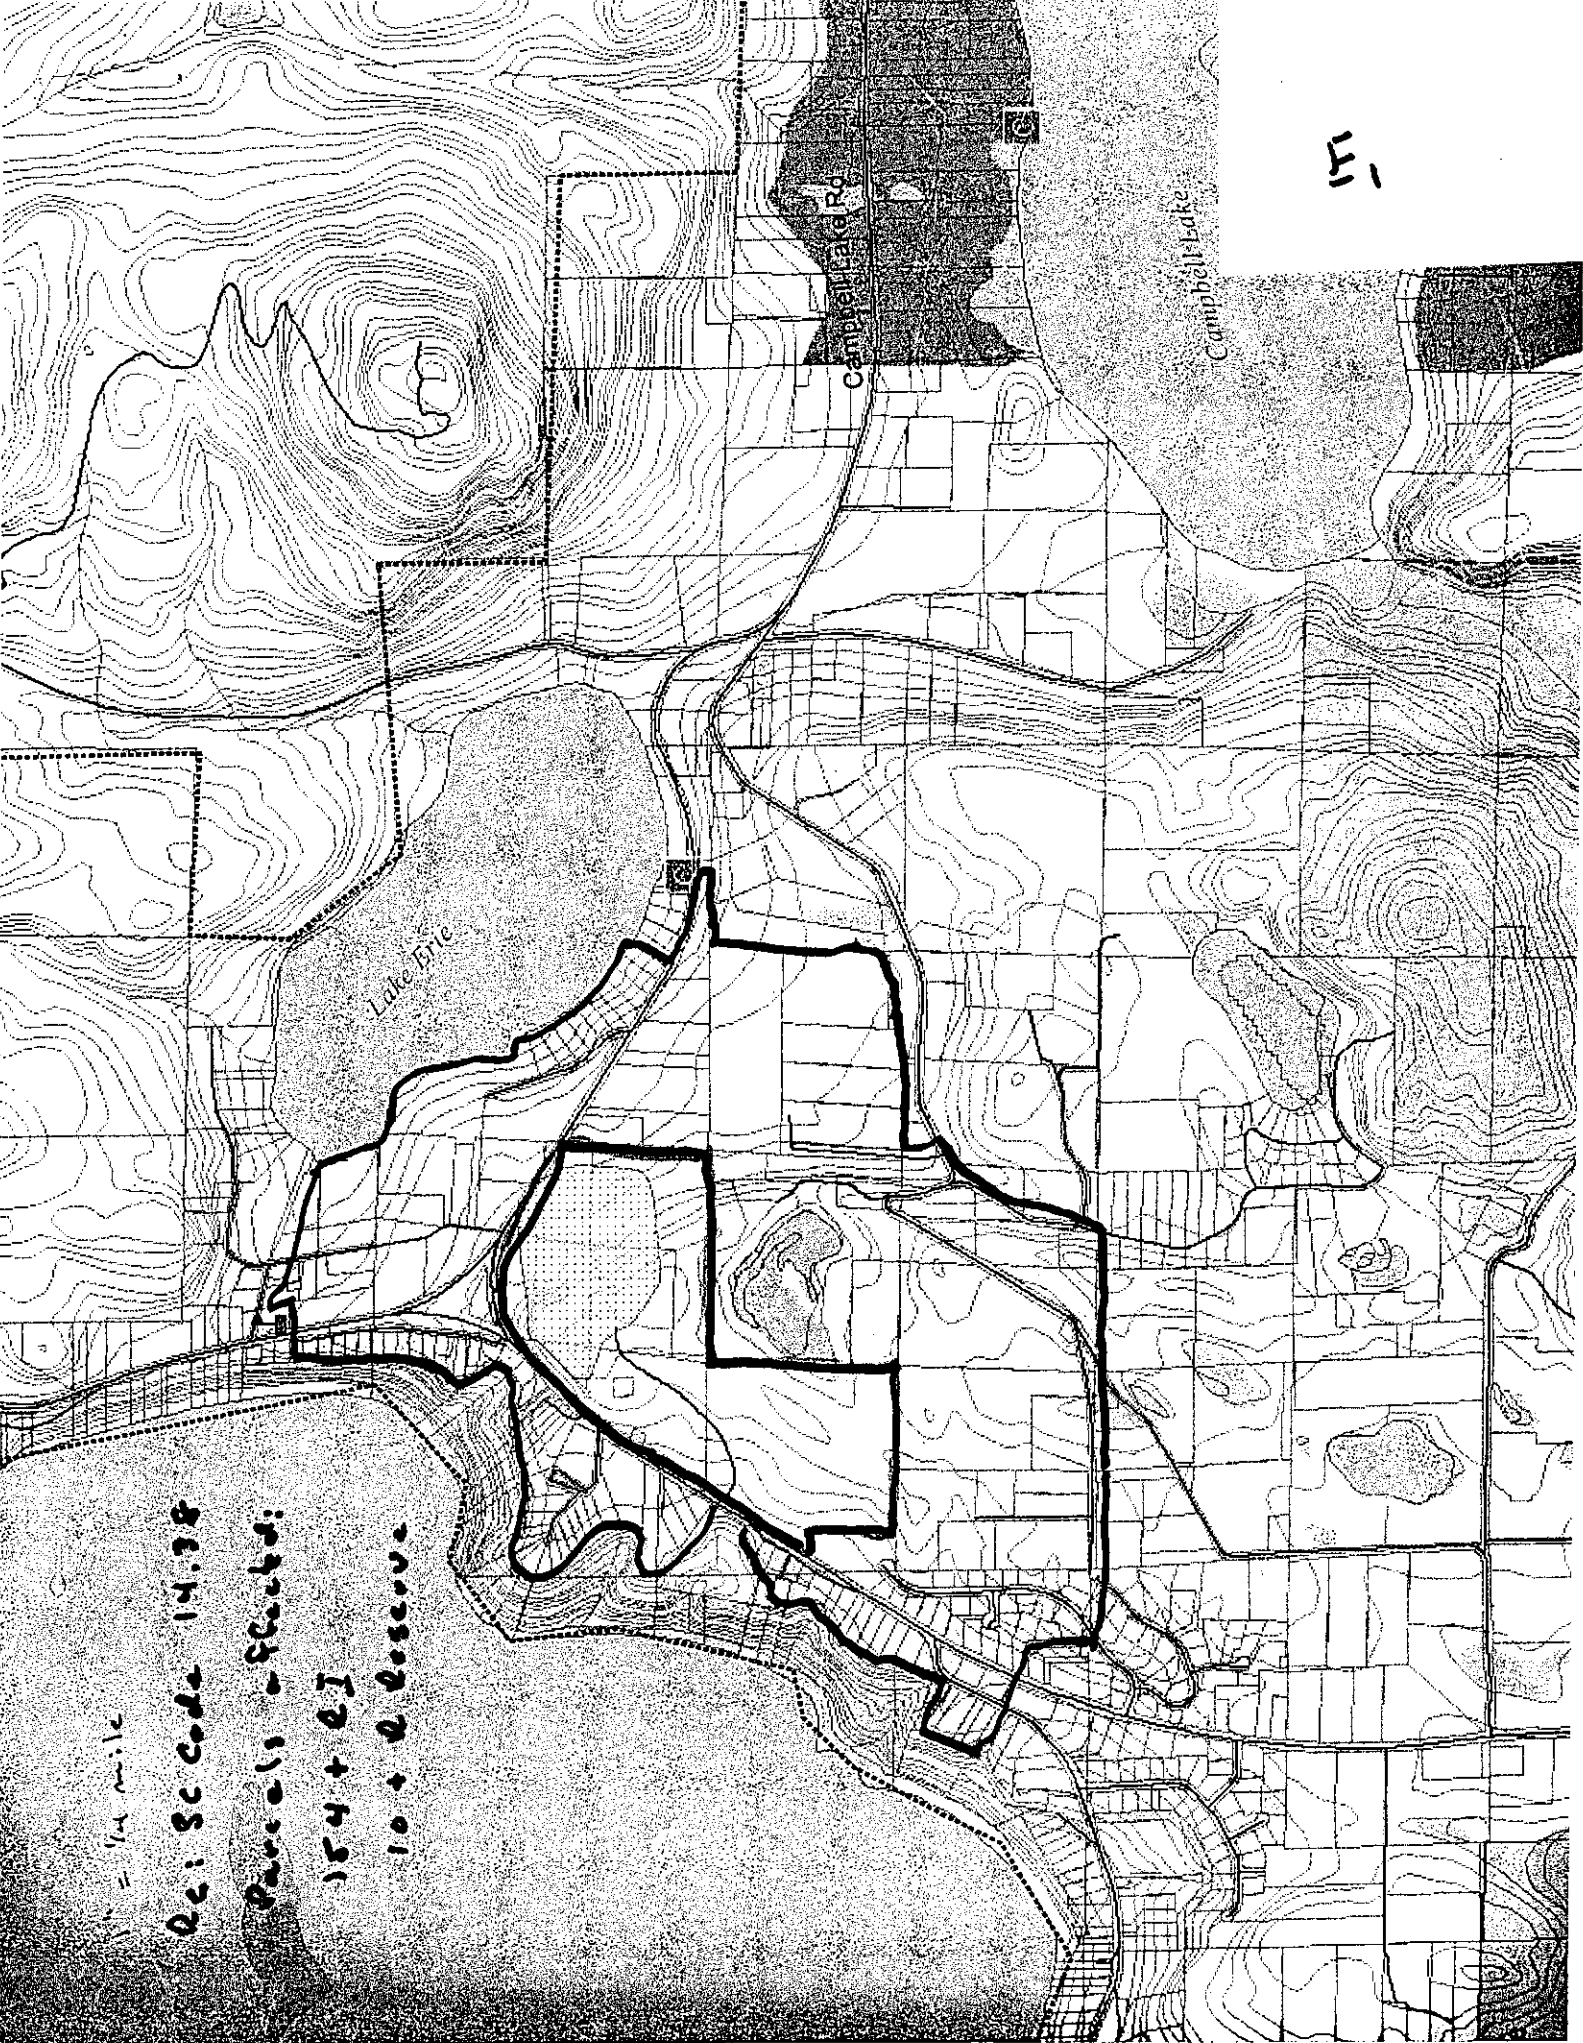 1" = 1/4 mile
Re: SC Code 14.38
Parcels affected:
154 + RI
10 + R Reserve
Lake Erie
Campbell Lake Rd
Campbell Lake
C
C
E1